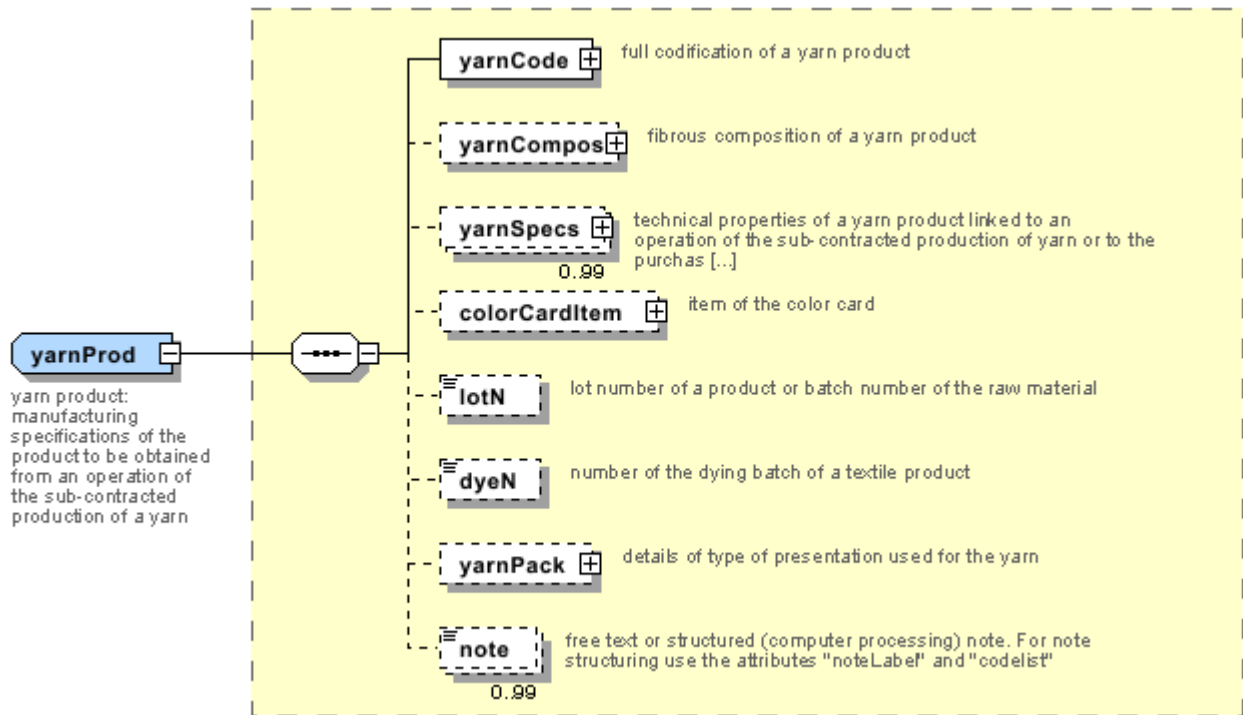 yarnCode
full codification of a yarn product
yarnCompos
fibrous composition of a yarn product
yarnSpecs
technical properties of a yarn product linked to an
operation of the sub-contracted production of yarn or to the
purchas [...]
0..99
colorCardItem
item of the color card
yarnProd
yarn product:
manufacturing
specifications of the
product to be obtained
from an operation of
the sub-contracted
production of a yarn
lotN
lot number of a product or batch number of the raw material
dyeN
number of the dying batch of a textile product
yarnPack
details of type of presentation used for the yarn
note
free text or structured (computer processing) note. For note
structuring use the attributes "noteLabel" and "codelist"
0..99